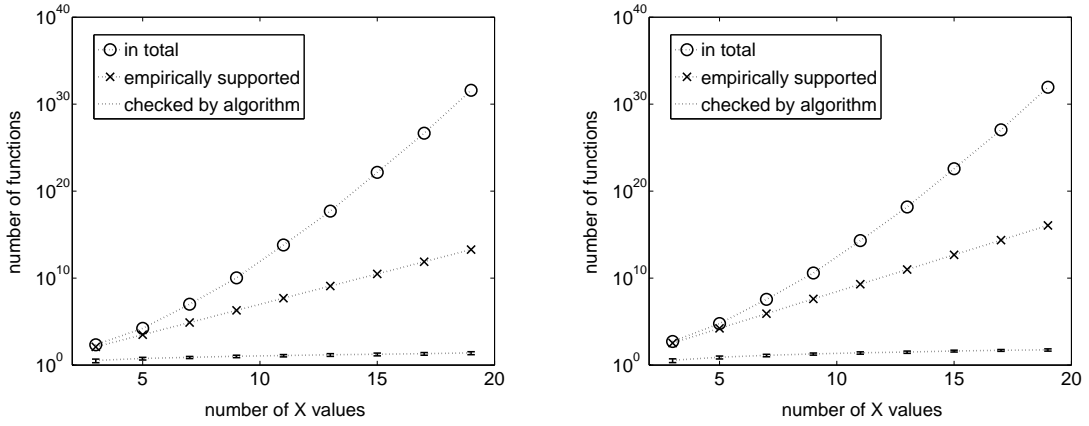 10^40
10^30
10^20
10^10
10^0
number of functions
in total
empirically supported
checked by algorithm
5
10
15
20
number of X values
10^40
10^30
10^20
10^10
10^0
number of functions
in total
empirically supported
checked by algorithm
5
10
15
20
number of X values